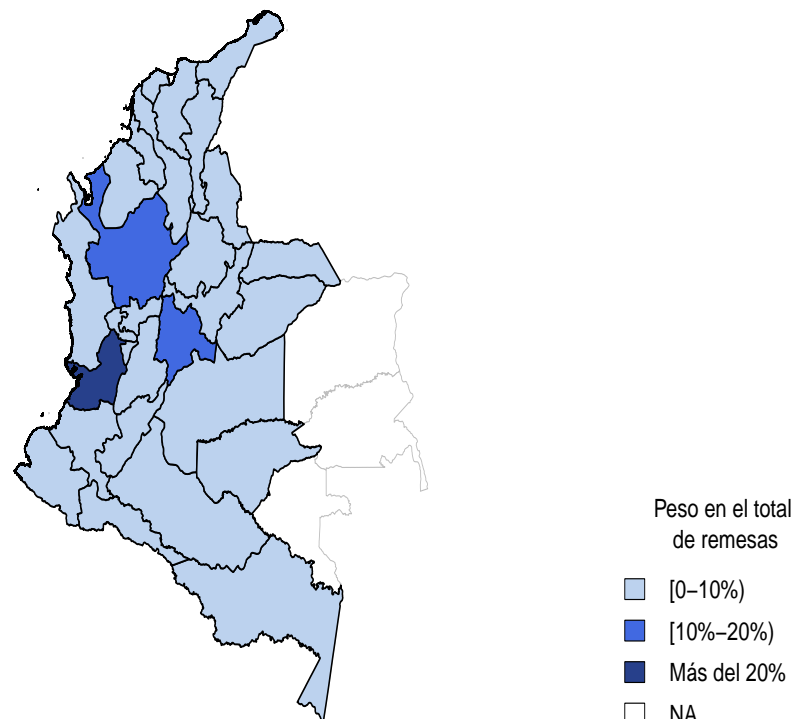 Peso en el total
de remesas
[0–10%)
[10%–20%)
Más del 20%
NA